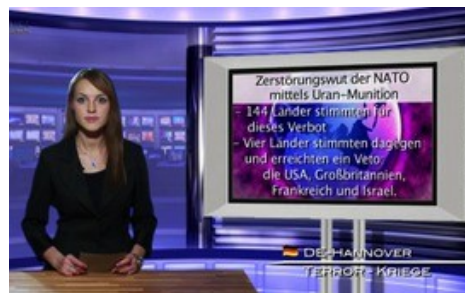 Zerstörungswut der NATO
mittels Uran-Munition
- 144 Länder stimmten für
dieses Verbot
- Vier Länder stimmten dagegen
und erreichten ein Veto:
die USA, Großbritannien,
Frankreich und Israel.
DE-HANNOVER
TERROR-KRIEGE